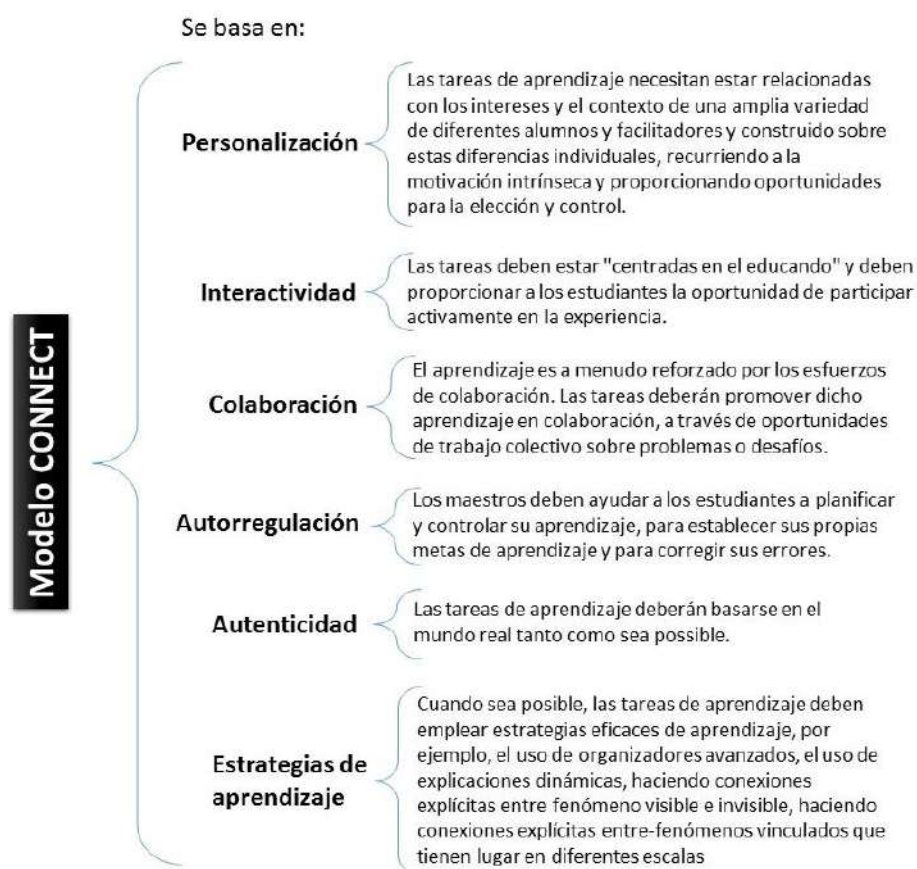 Se basa en:
Modelo CONNECT
Personalización
Las tareas de aprendizaje necesitan estar relacionadas
con los intereses y el contexto de una amplia variedad
de diferentes alumnos y facilitadores y construido sobre
estas diferencias individuales, recurriendo a la
motivación intrínseca y proporcionando oportunidades
para la elección y control.
Interactividad
Las tareas deben estar "centradas en el educando" y deben
proporcionar a los estudiantes la oportunidad de participar
activamente en la experiencia.
Colaboración
El aprendizaje es a menudo reforzado por los esfuerzos
de colaboración. Las tareas deberán promover dicho
aprendizaje en colaboración, a través de oportunidades
de trabajo colectivo sobre problemas o desafíos.
Autorregulación
Los maestros deben ayudar a los estudiantes a planificar
y controlar su aprendizaje, para establecer sus propias
metas de aprendizaje y para corregir sus errores.
Autenticidad
Las tareas de aprendizaje deberán basarse en el
mundo real tanto como sea possible.
Estrategias de
aprendizaje
Cuando sea posible, las tareas de aprendizaje deben
emplear estrategias eficaces de aprendizaje, por
ejemplo, el uso de organizadores avanzados, el uso de
explicaciones dinámicas, haciendo conexiones
explícitas entre fenómeno visible e invisible, haciendo
conexiones explícitas entre-fenómenos vinculados que
tienen lugar en diferentes escalas